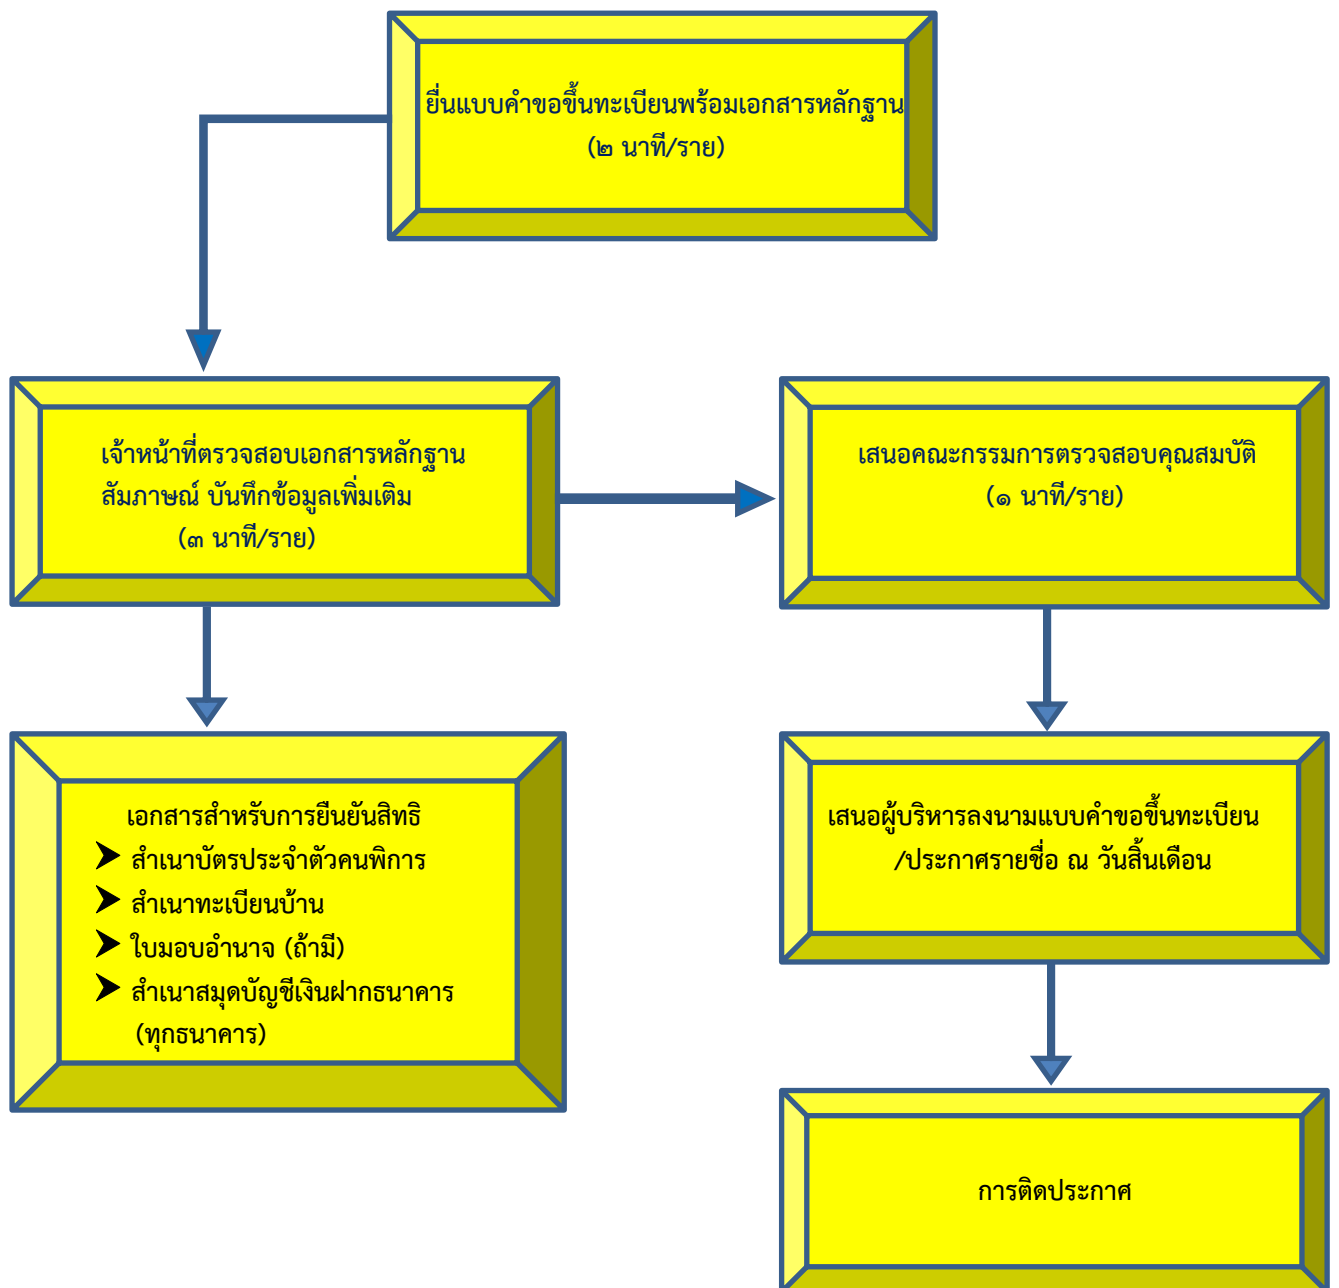 ยื่นแบบคำขอขึ้นทะเบียนพร้อมเอกสารหลักฐาน
(๒ นาที/ราย)
เจ้าหน้าที่ตรวจสอบเอกสารหลักฐาน
สัมภาษณ์ บันทึกข้อมูลเพิ่มเติม
(๓ นาที/ราย)
เสนอคณะกรรมการตรวจสอบคุณสมบัติ
(๑ นาที/ราย)
เอกสารสำหรับการยืนยันสิทธิ
➤ สำเนาบัตรประจำตัวคนพิการ
➤ สำเนาทะเบียนบ้าน
➤ ใบมอบอำนาจ (ถ้ามี)
➤ สำเนาสมุดบัญชีเงินฝากธนาคาร
(ทุกธนาคาร)
เสนอผู้บริหารลงนามแบบคำขอขึ้นทะเบียน
/ประกาศรายชื่อ ณ วันสิ้นเดือน
การติดประกาศ